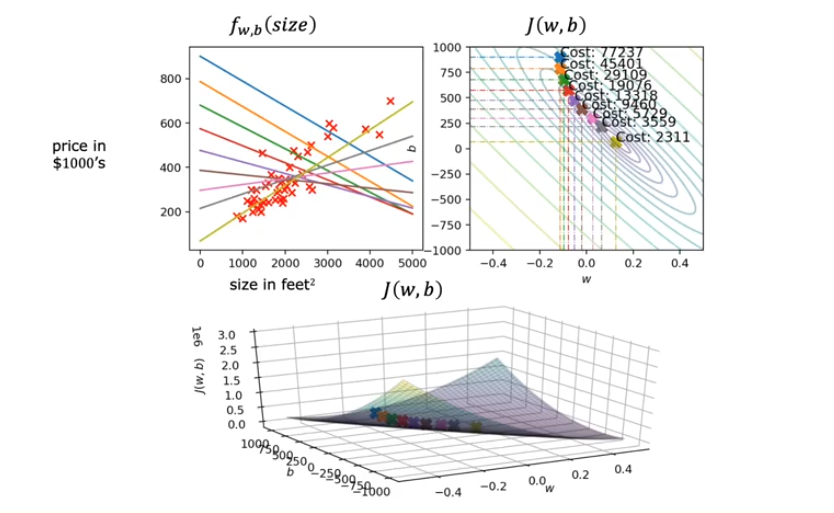 f_{w,b}(size)
J(w,b)
price in
$1000's
800
600
400
200
0
1000
2000
3000
4000
5000
size in feet²
1000
750
500
250
0
−250
−500
−750
−1000
b
−0.4
−0.2
0.0
0.2
0.4
w
Cost: 77237
Cost: 45401
Cost: 29109
Cost: 19076
Cost: 13318
Cost: 9460
Cost: 5729
Cost: 3559
Cost: 2311
J(w,b)
1e6
J(w,b)
3.0
2.5
2.0
1.5
1.0
0.5
0.0
1000
750
500
250
0
−250
−500
−750
−1000
b
−0.4
−0.2
0.0
0.2
0.4
w